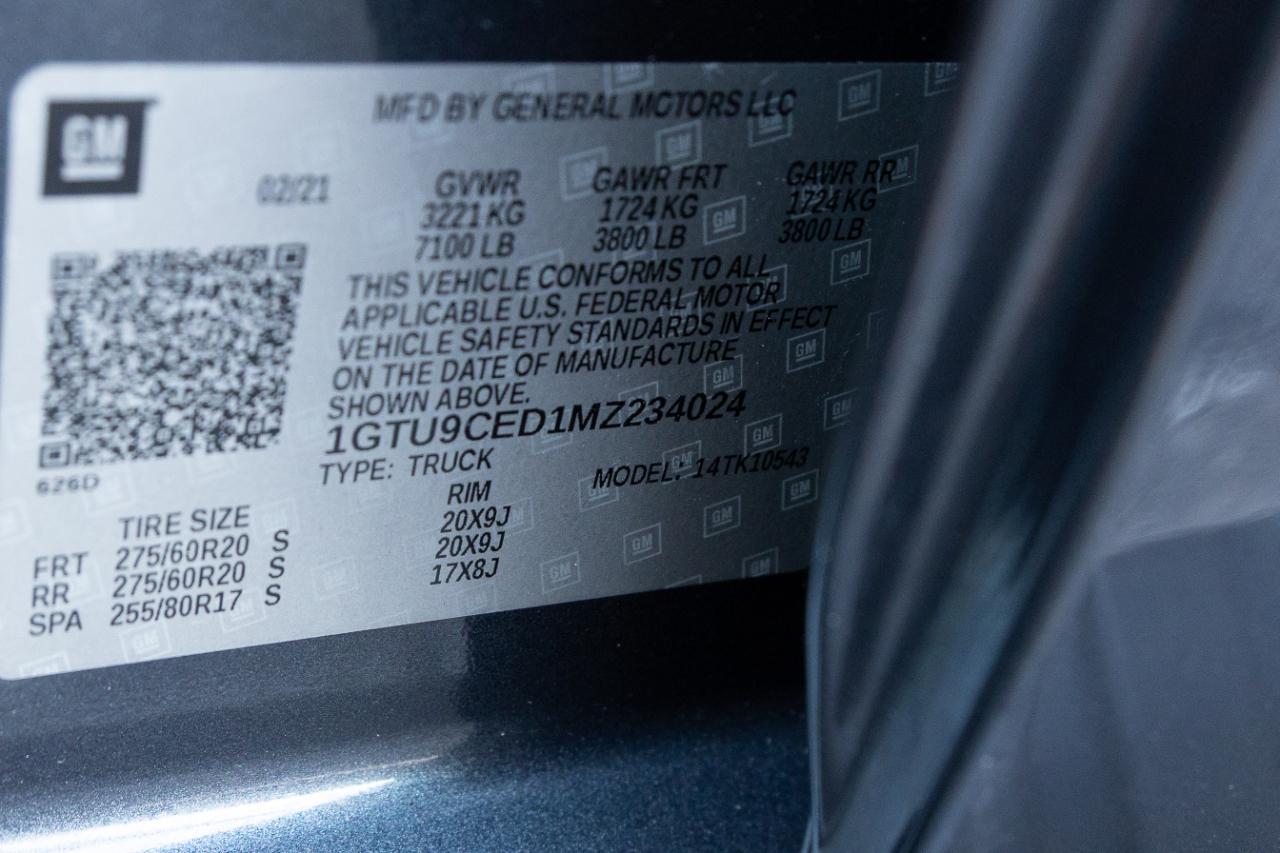 GM
MFD BY GENERAL MOTORS LLC
02/21 GVWR GAWR FRT GAWR RR
3221 KG 1724 KG 1724 KG
7100 LB 3800 LB 3800 LB
THIS VEHICLE CONFORMS TO ALL
APPLICABLE U.S. FEDERAL MOTOR
VEHICLE SAFETY STANDARDS IN EFFECT
ON THE DATE OF MANUFACTURE
SHOWN ABOVE.
1GTU9CED1MZ234024
626D
TYPE: TRUCK MODEL: 14TK10543
TIRE SIZE RIM
FRT 275/60R20 S 20X9J
RR 275/60R20 S 20X9J
SPA 255/80R17 S 17X8J